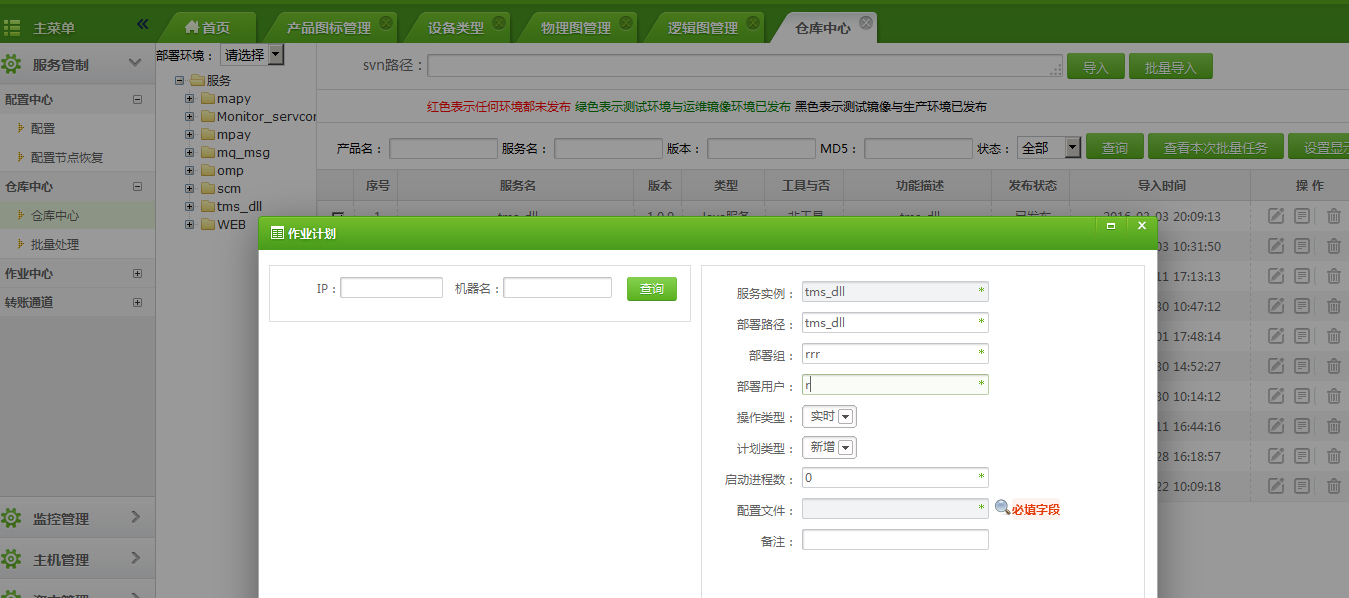 主菜单 « 首页 产品图标管理 设备类型 物理图管理 逻辑图管理 仓库中心
服务管制
配置中心
配置
配置节点恢复
仓库中心
仓库中心
批量处理
作业中心
转账通道
监控管理
主机管理
部署环境： 请选择
服务
mapy
Monitor_servcor
mpay
mq_msg
omp
scm
tms_dll
WEB
svn路径： 导入 批量导入
红色表示任何环境都未发布 绿色表示测试环境与运维镜像环境已发布 黑色表示测试镜像与生产环境已发布
产品名： 服务名： 版本： MD5： 状态： 全部 查询 查看本次批量任务 设置显示
序号 服务名 版本 类型 工具与否 功能描述 发布状态 导入时间 操 作
1 tms_dll 1.0.0 Java服务 非工具 tms_dll 已发布 2016-02-03 20:09:13
03 10:31:50
11 17:13:13
30 10:47:12
01 17:48:14
30 14:52:27
30 10:14:12
11 16:44:16
28 16:18:57
22 10:09:18
作业计划
IP： 机器名： 查询
服务实例： tms_dll *
部署路径： tms_dll *
部署组： rrr *
部署用户： r *
操作类型： 实时
计划类型： 新增
启动进程数： 0 *
配置文件： * 必填字段
备注：